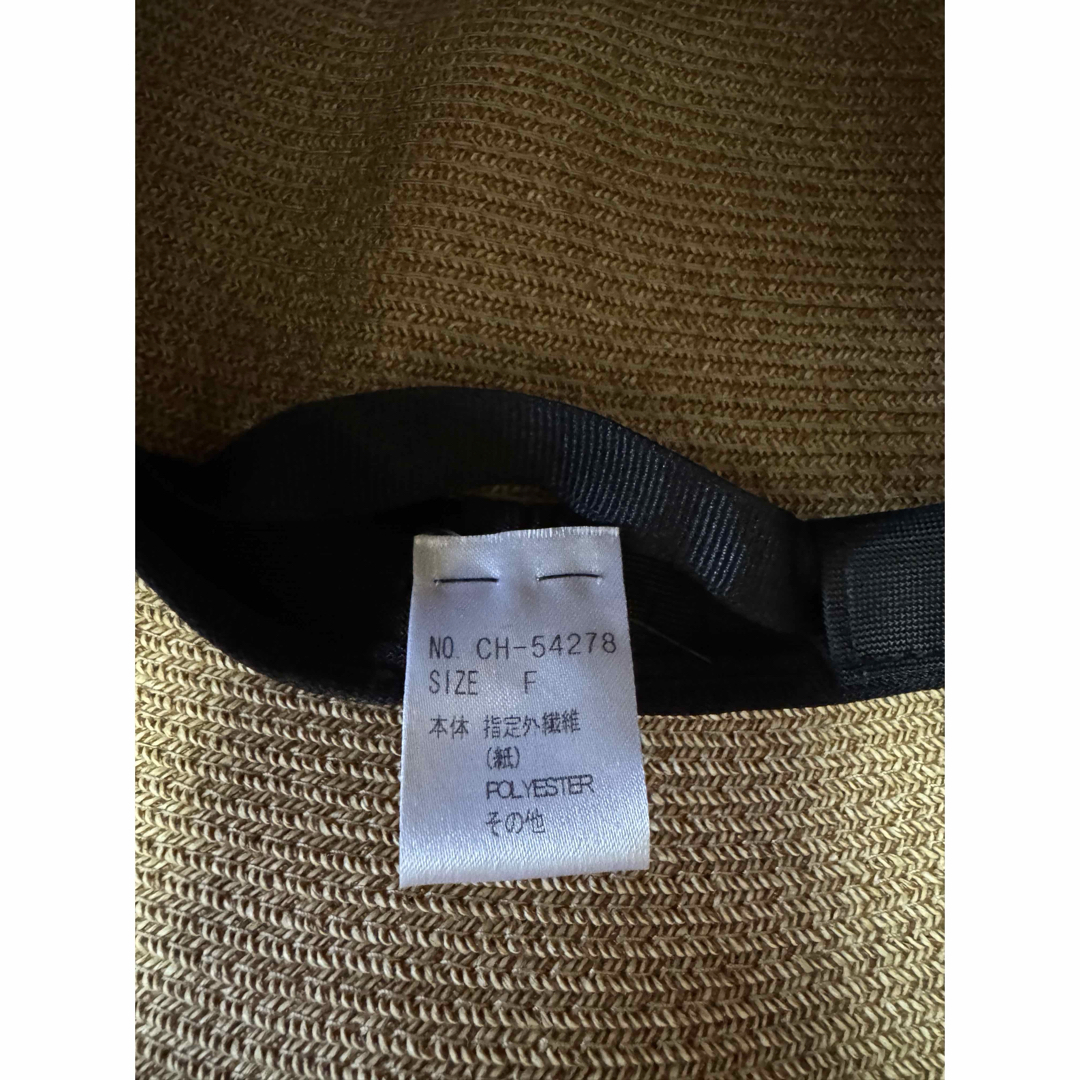 NO. CH-54278
SIZE F
本体 指定外繊維
(紙)
POLYESTER
その他